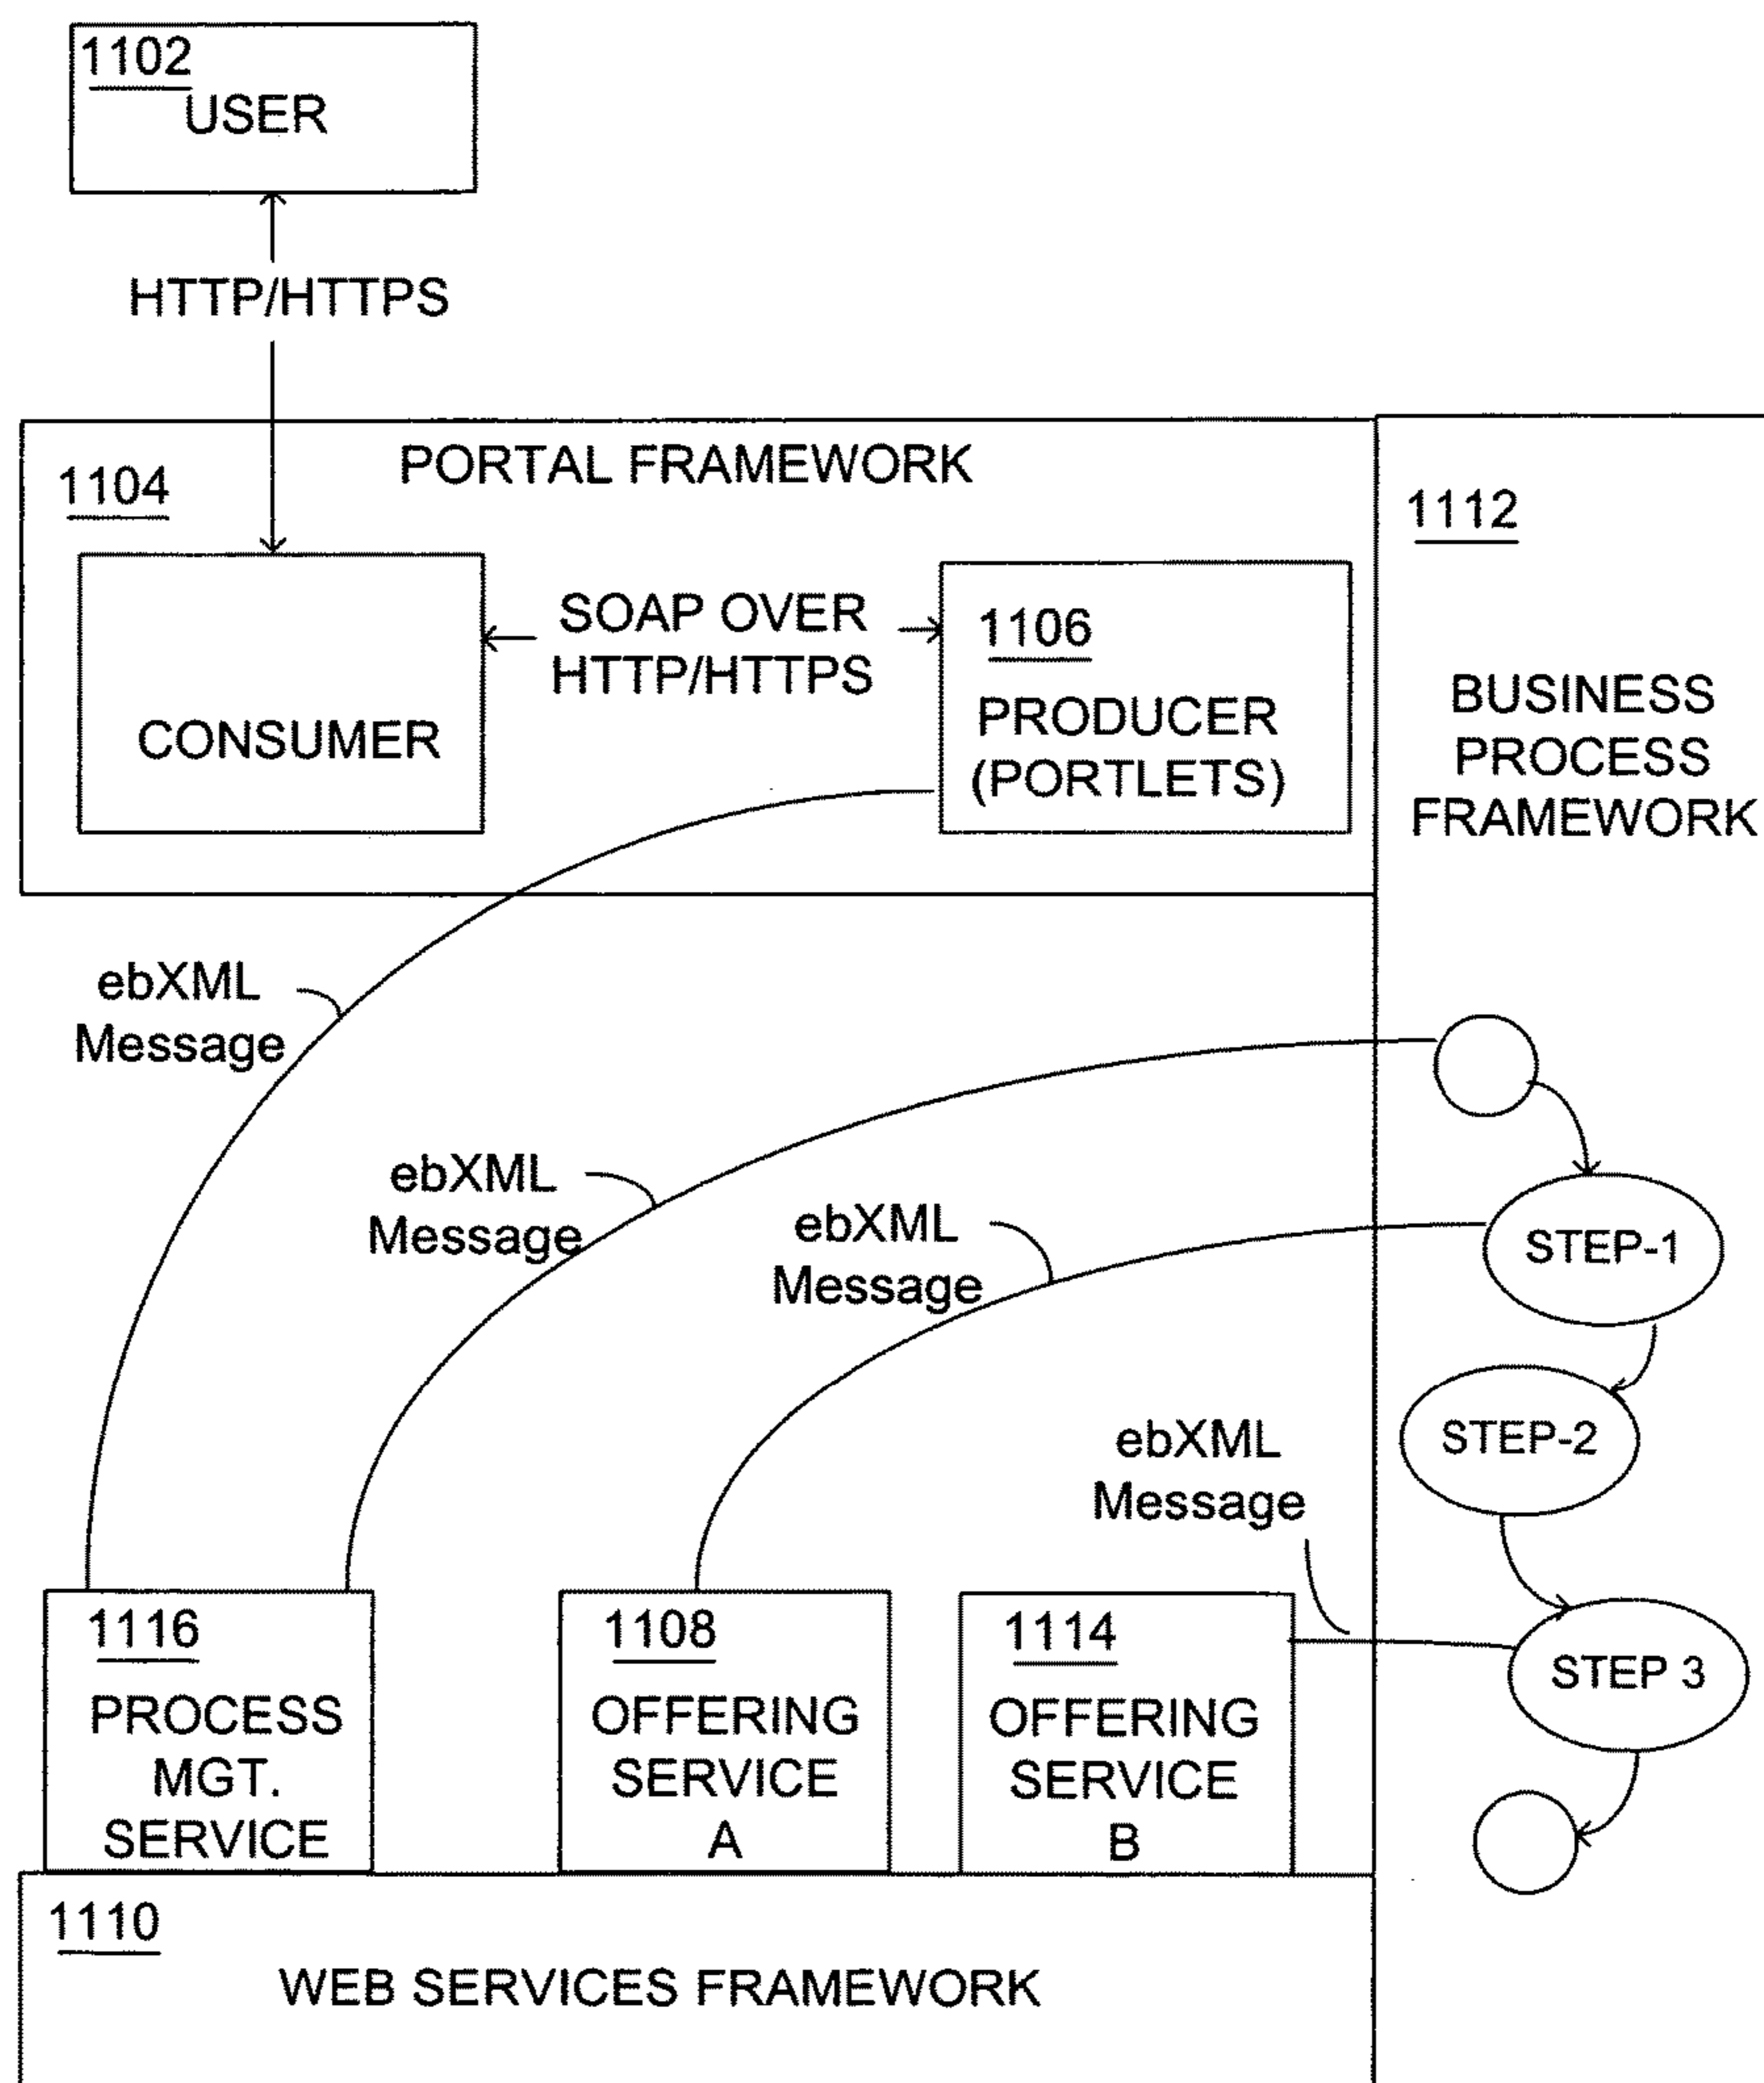 1102
USER
HTTP/HTTPS
PORTAL FRAMEWORK
1104
CONSUMER
SOAP OVER
HTTP/HTTPS
1106
PRODUCER
(PORTLETS)
1112
BUSINESS
PROCESS
FRAMEWORK
ebXML
Message
ebXML
Message
ebXML
Message
ebXML
Message
STEP-1
STEP-2
STEP 3
1116
PROCESS
MGT.
SERVICE
1108
OFFERING
SERVICE
A
1114
OFFERING
SERVICE
B
1110
WEB SERVICES FRAMEWORK